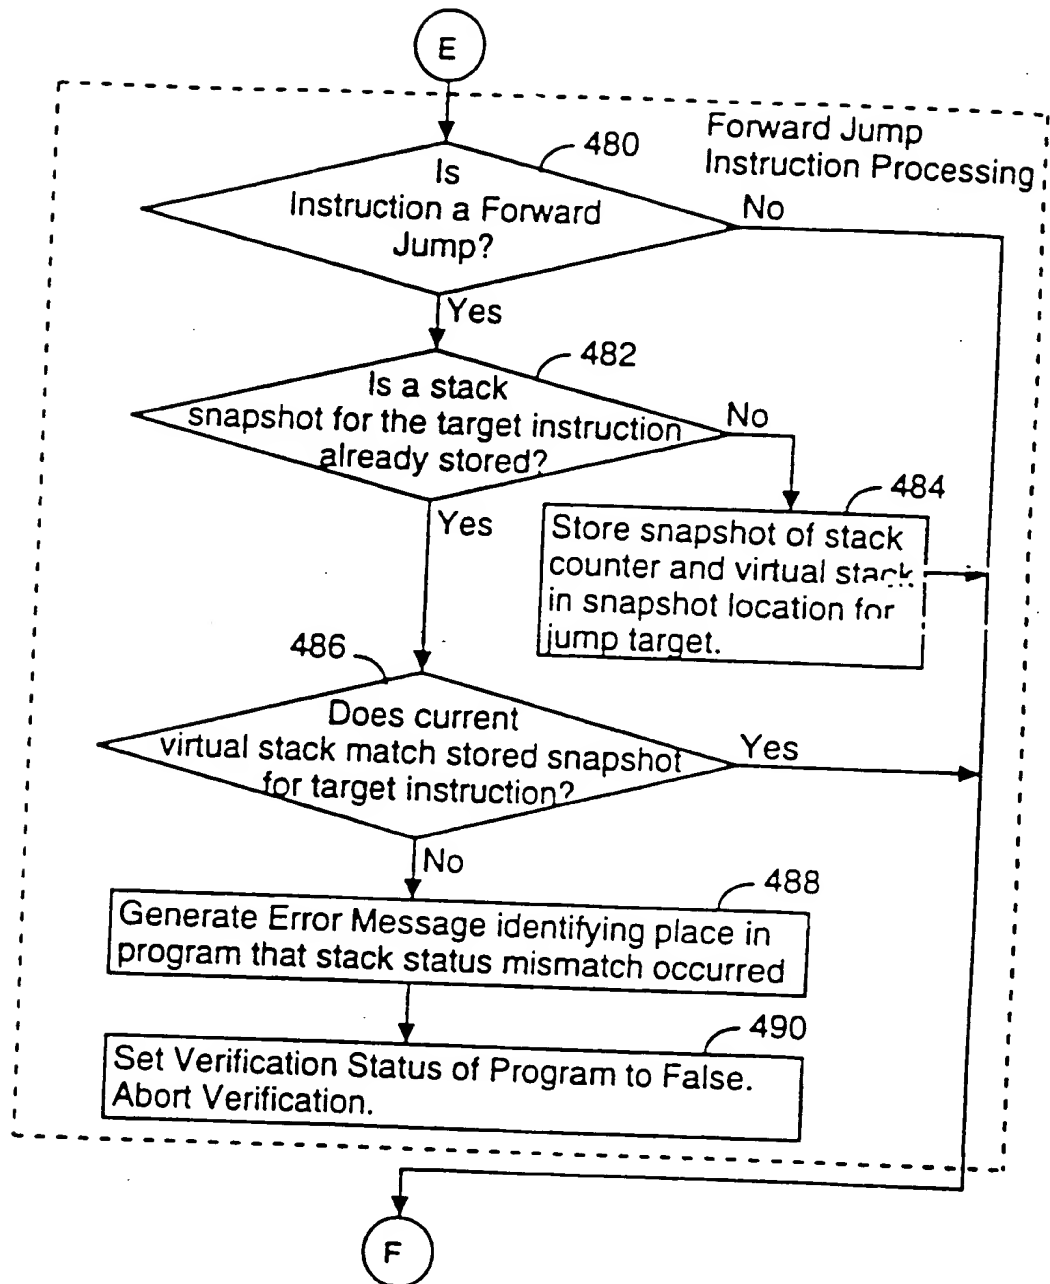 E
Forward Jump
Instruction Processing
480
Is
Instruction a Forward
Jump?
No
Yes
482
Is a stack
snapshot for the target instruction
already stored?
No
Yes
484
Store snapshot of stack
counter and virtual stack
in snapshot location for
jump target.
486
Does current
virtual stack match stored snapshot
for target instruction?
Yes
No
488
Generate Error Message identifying place in
program that stack status mismatch occurred
490
Set Verification Status of Program to False.
Abort Verification.
F